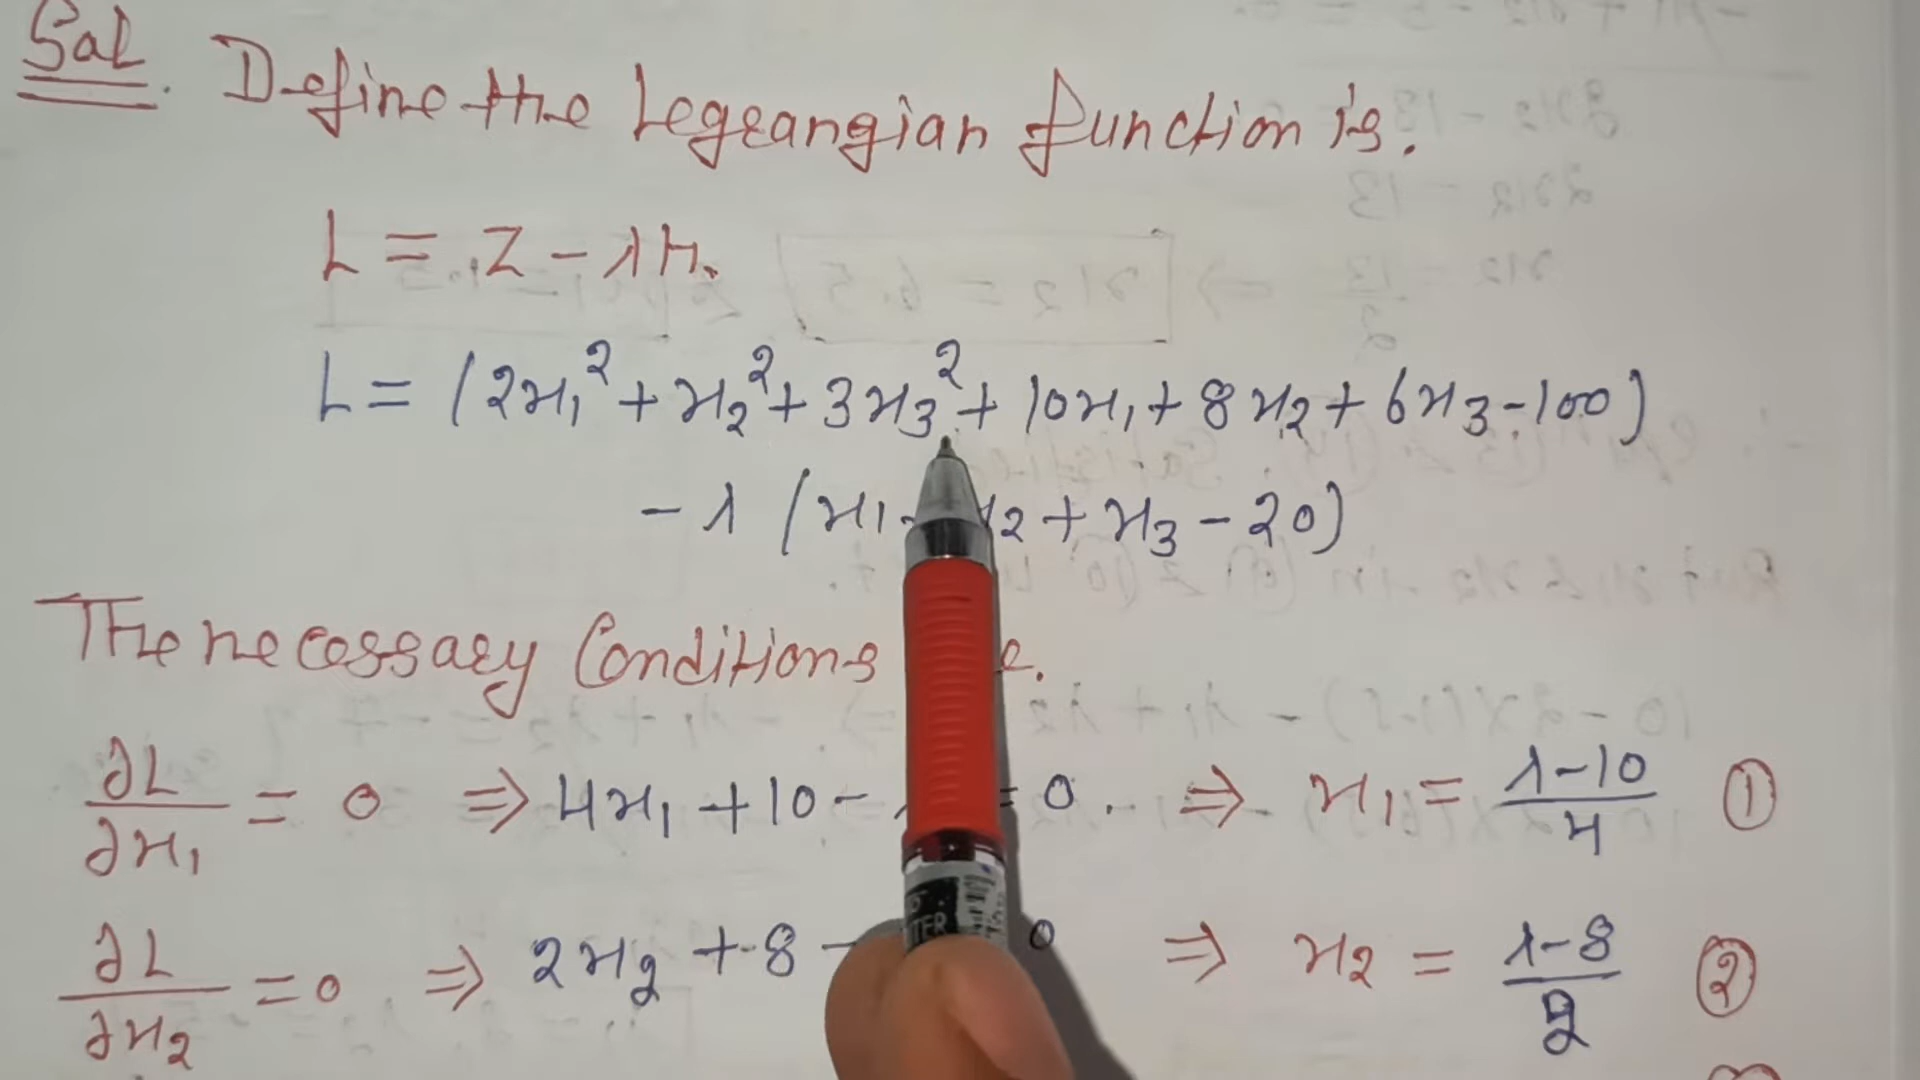 Sol. Define the Legrangian function is.
L = Z - λh.
L = (2x₁² + x₂² + 3x₃² + 10x₁ + 8x₂ + 6x₃ - 100)
- λ (x₁ x₂ + x₃ - 20)
The necessary Conditions
∂L/∂x₁ = 0 ⇒ 4x₁ + 10 - = 0. ⇒ x₁ = λ-10/4 ①
∂L/∂x₂ = 0 ⇒ 2x₂ + 8 - 0 ⇒ x₂ = λ-8/2 ②